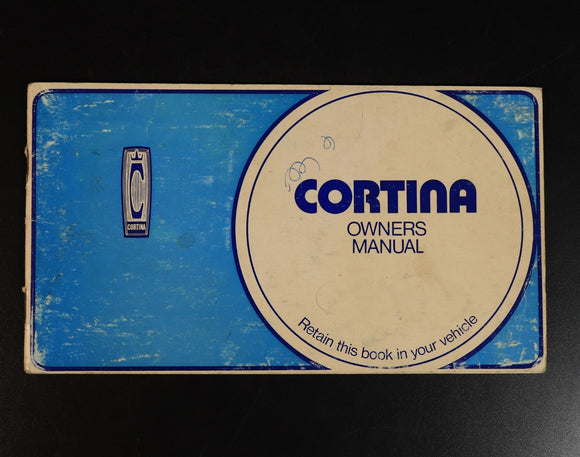 CORTINA
CORTINA
OWNERS
MANUAL
Retain this book in your vehicle